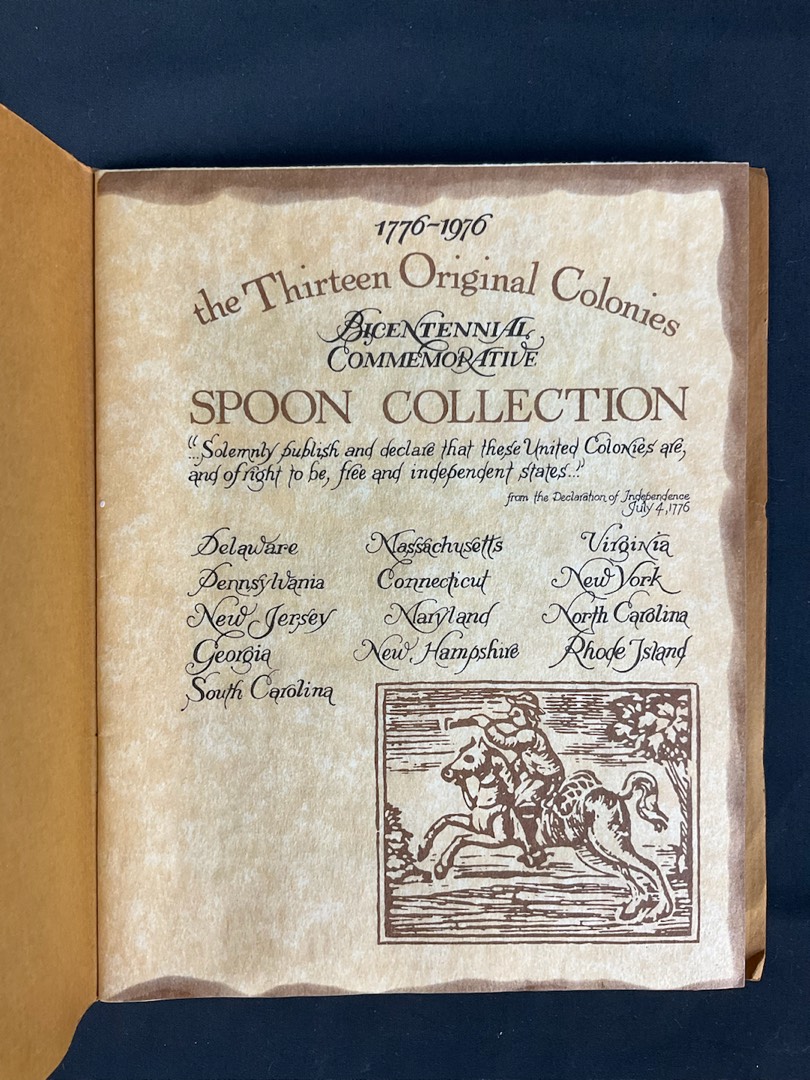 1776-1976
the Thirteen Original Colonies
BICENTENNIAL
COMMEMORATIVE
SPOON COLLECTION
"...Solemnly publish and declare that these United Colonies are,
and of right to be, free and independent states..."
from the Declaration of Independence
July 4, 1776
Delaware Massachusetts Virginia
Pennsylvania Connecticut New York
New Jersey Maryland North Carolina
Georgia New Hampshire Rhode Island
South Carolina